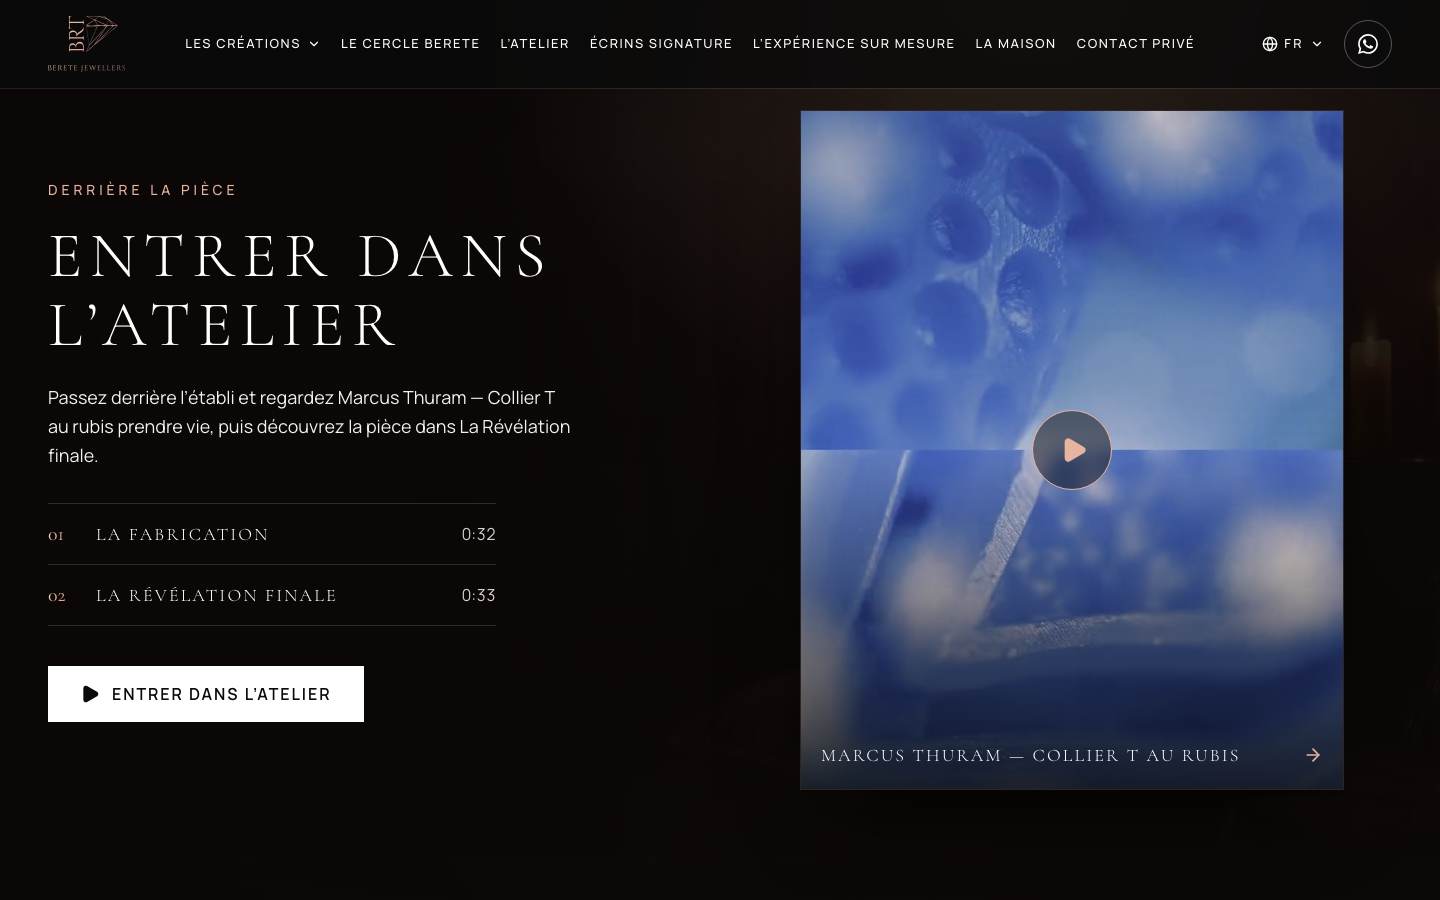 BRT
BERETE JEWELLERS
LES CRÉATIONS
LE CERCLE BERETE
L’ATELIER
ÉCRINS SIGNATURE
L’EXPÉRIENCE SUR MESURE
LA MAISON
CONTACT PRIVÉ
FR
DERRIÈRE LA PIÈCE
ENTRER DANS
L’ATELIER
Passez derrière l’établi et regardez Marcus Thuram — Collier T
au rubis prendre vie, puis découvrez la pièce dans La Révélation
finale.
01 LA FABRICATION 0:32
02 LA RÉVÉLATION FINALE 0:33
ENTRER DANS L’ATELIER
MARCUS THURAM — COLLIER T AU RUBIS